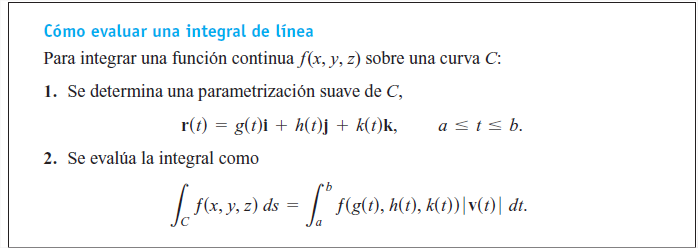 Cómo evaluar una integral de línea
Para integrar una función continua f(x, y, z) sobre una curva C:
1. Se determina una parametrización suave de C,
r(t) = g(t)i + h(t)j + k(t)k, a ≤ t ≤ b.
2. Se evalúa la integral como
∫_C f(x, y, z) ds = ∫_a^b f(g(t), h(t), k(t))|v(t)| dt.